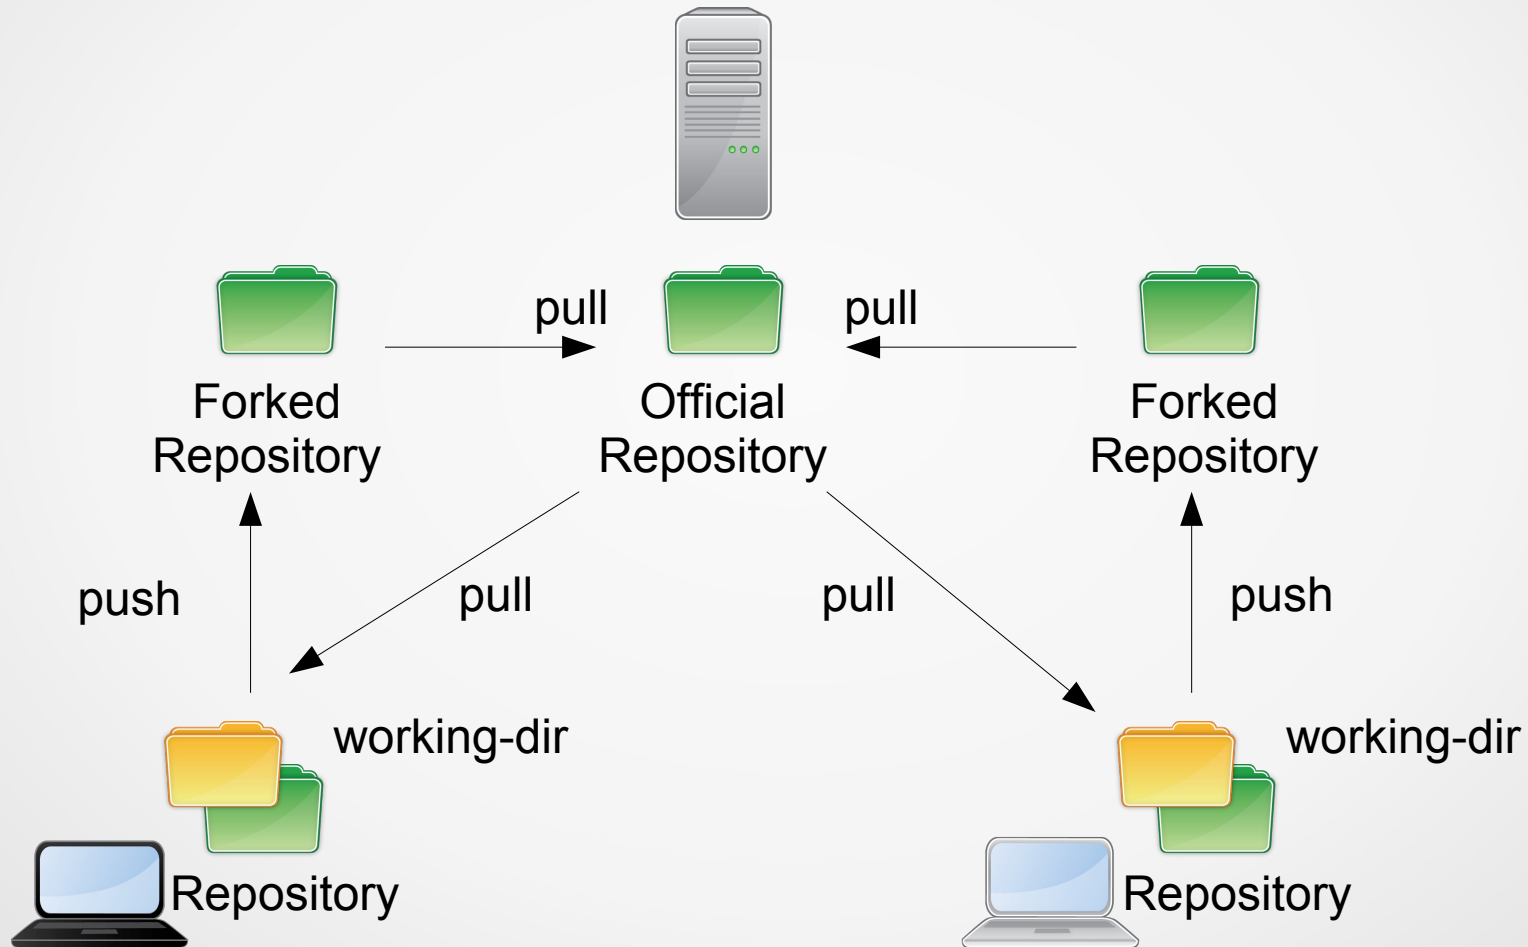 pull
pull
Forked
Repository
Official
Repository
Forked
Repository
push
pull
pull
push
working-dir
working-dir
Repository
Repository